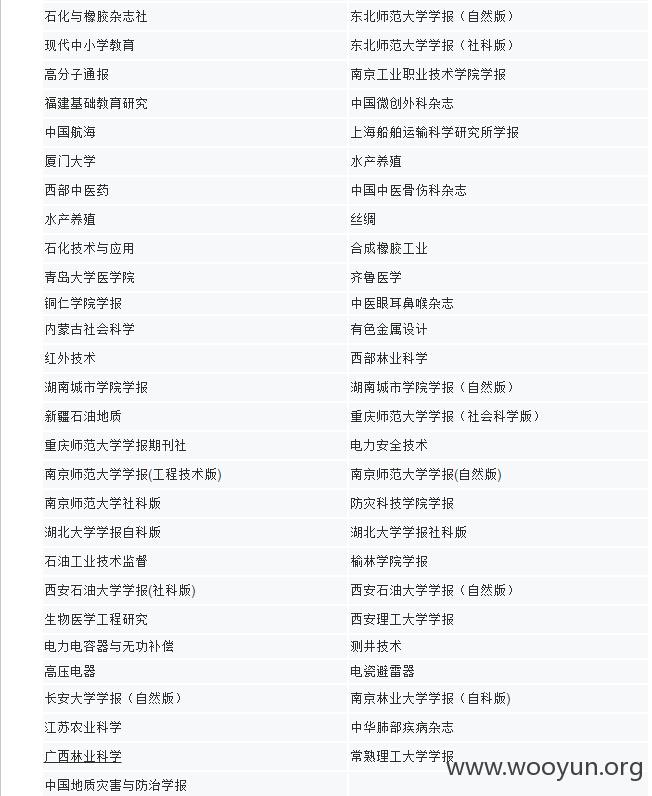 石化与橡胶杂志社
东北师范大学学报（自然版）
现代中小学教育
东北师范大学学报（社科版）
高分子通报
南京工业职业技术学院学报
福建基础教育研究
中国微创外科杂志
中国航海
上海船舶运输科学研究所学报
厦门大学
水产养殖
西部中医药
中国中医骨伤科杂志
水产养殖
丝绸
石化技术与应用
合成橡胶工业
青岛大学医学院
齐鲁医学
铜仁学院学报
中医眼耳鼻喉杂志
内蒙古社会科学
有色金属设计
红外技术
西部林业科学
湖南城市学院学报
湖南城市学院学报（自然版）
新疆石油地质
重庆师范大学学报（社会科学版）
重庆师范大学学报期刊社
电力安全技术
南京师范大学学报(工程技术版)
南京师范大学学报(自然版)
南京师范大学社科版
防灾科技学院学报
湖北大学学报自科版
湖北大学学报社科版
石油工业技术监督
榆林学院学报
西安石油大学学报(社科版)
西安石油大学学报（自然版）
生物医学工程研究
西安理工大学学报
电力电容器与无功补偿
测井技术
高压电器
电瓷避雷器
长安大学学报（自然版）
南京林业大学学报（自科版)
江苏农业科学
中华肺部疾病杂志
广西林业科学
常熟理工大学学报
www.wooyun.org
中国地质灾害与防治学报